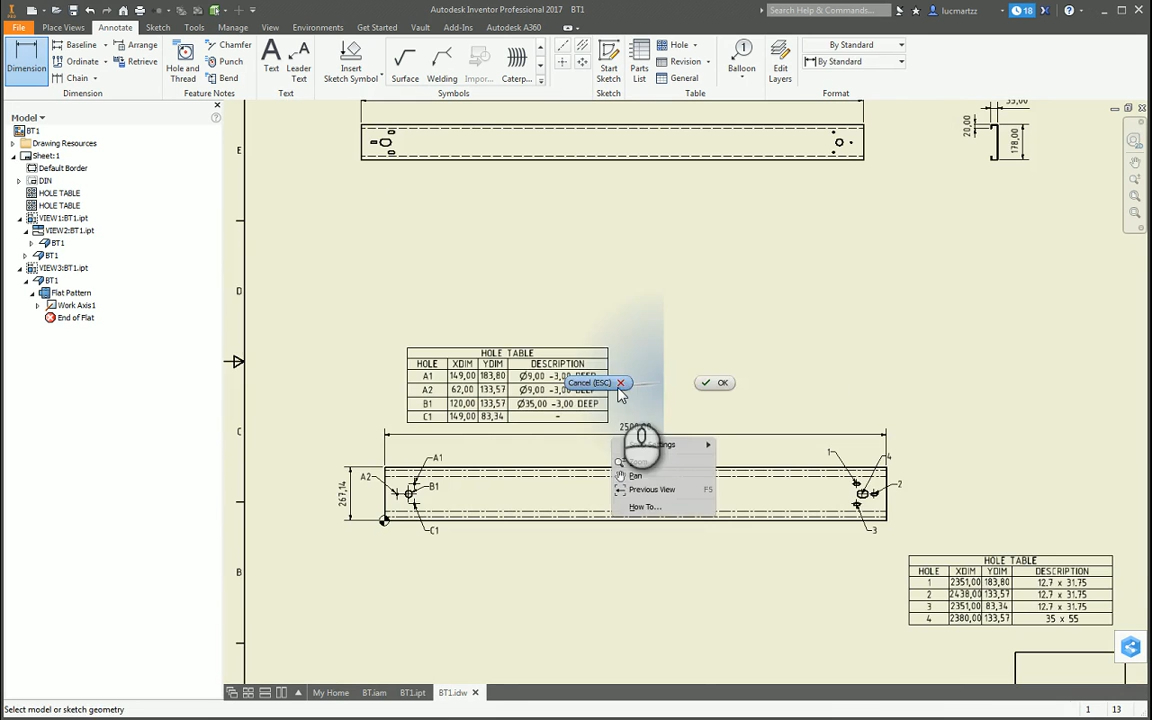 Autodesk Inventor Professional 2017 BT1
Search Help & Commands...
lucmartzz
18
File Place Views Annotate Sketch Tools Manage View Environments Get Started Vault Add-Ins Autodesk A360
Dimension
Baseline
Ordinate
Chain
Arrange
Retrieve
Dimension
Hole and Thread
Chamfer
Punch
Bend
Feature Notes
Text
Leader Text
Text
Insert Sketch Symbol
Surface
Welding
Impor...
Caterp...
Symbols
Start Sketch
Sketch
Parts List
Hole
Revision
General
Table
Balloon
Edit Layers
By Standard
By Standard
Format
Model
BT1
Drawing Resources
Sheet:1
Default Border
DIN
HOLE TABLE
HOLE TABLE
VIEW1:BT1.ipt
VIEW2:BT1.ipt
BT1
BT1
VIEW3:BT1.ipt
BT1
Flat Pattern
Work Axis1
End of Flat
E
D
C
B
20,00
178,00
HOLE TABLE
HOLE XDIM YDIM DESCRIPTION
A1 149,00 183,80 Ø9,00 -3,00 DEEP
A2 62,00 133,57 Ø9,00 -3,00
B1 120,00 133,57 Ø35,00 -3,00 DEEP
C1 149,00 83,34 -
Cancel (ESC)
OK
Pan
Previous View F5
How To...
267,14
A2
A1
B1
C1
1
4
2
3
HOLE TABLE
HOLE XDIM YDIM DESCRIPTION
1 2351,00 183,80 12.7 x 31.75
2 2438,00 133,57 12.7 x 31.75
3 2351,00 83,34 12.7 x 31.75
4 2380,00 133,57 35 x 55
My Home BT.iam BT1.ipt BT1.idw
Select model or sketch geometry
1 13